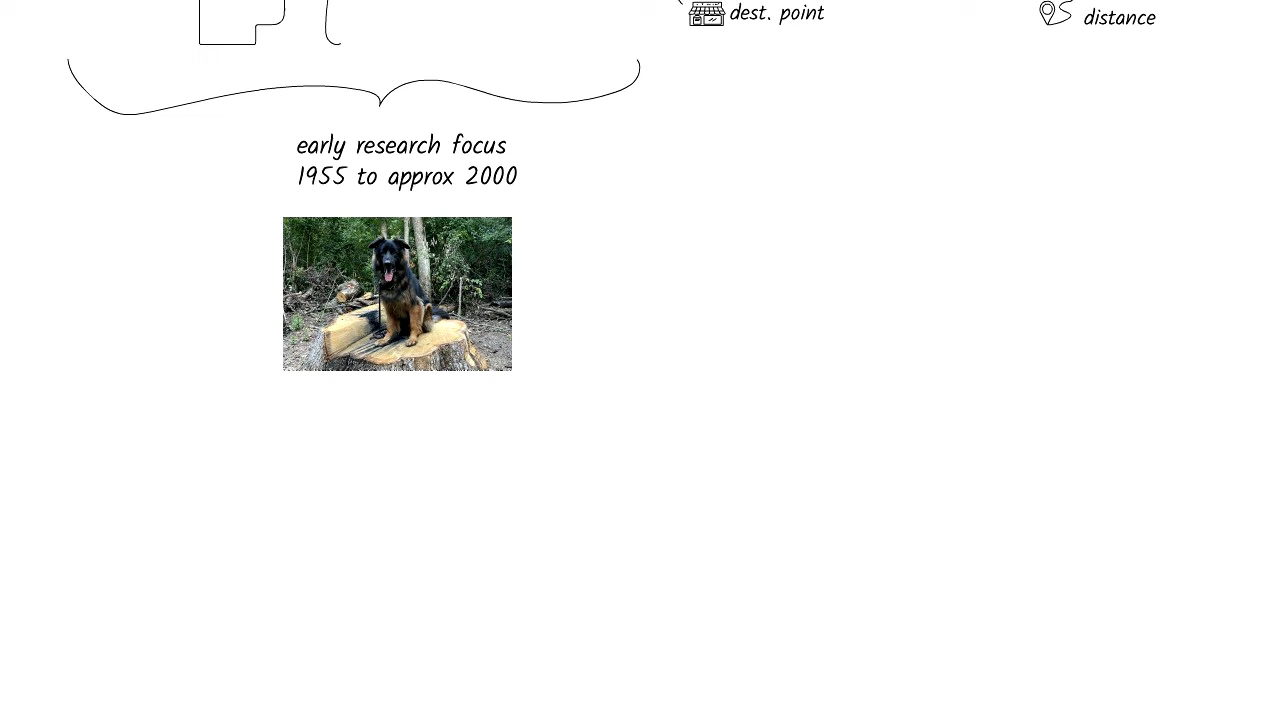 dest. point
distance
early research focus
1955 to approx 2000